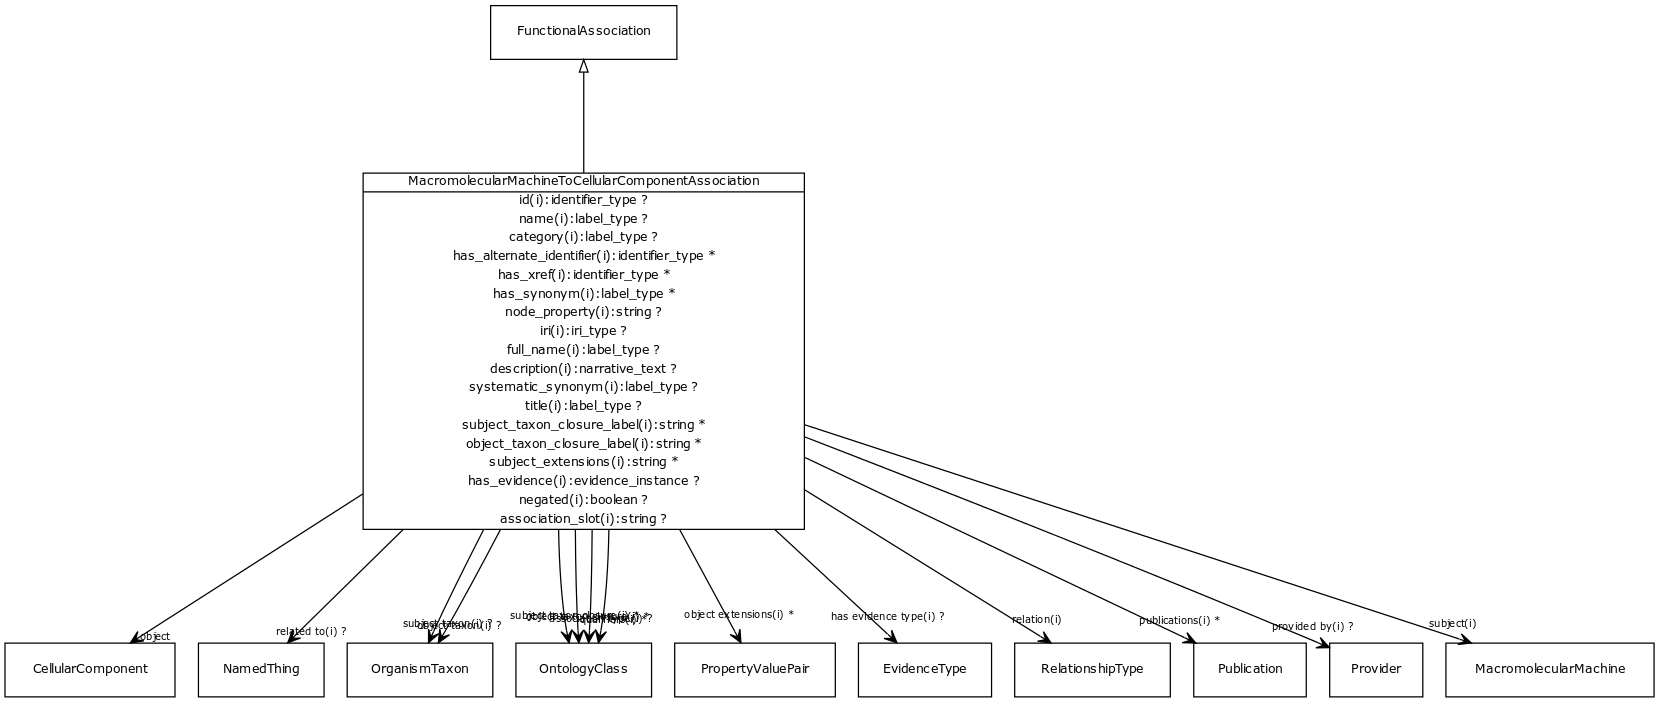 FunctionalAssociation
MacromolecularMachineToCellularComponentAssociation
id(i):identifier_type ?
name(i):label_type ?
category(i):label_type ?
has_alternate_identifier(i):identifier_type *
has_xref(i):identifier_type *
has_synonym(i):label_type *
node_property(i):string ?
iri(i):iri_type ?
full_name(i):label_type ?
description(i):narrative_text ?
systematic_synonym(i):label_type ?
title(i):label_type ?
subject_taxon_closure_label(i):string *
object_taxon_closure_label(i):string *
subject_extensions(i):string *
has_evidence(i):evidence_instance ?
negated(i):boolean ?
association_slot(i):string ?
object
related to(i) ?
subject taxon(i) ?
object taxon(i) ?
object extensions(i) *
has evidence type(i) ?
relation(i)
publications(i) *
provided by(i) ?
subject(i)
CellularComponent
NamedThing
OrganismTaxon
OntologyClass
PropertyValuePair
EvidenceType
RelationshipType
Publication
Provider
MacromolecularMachine